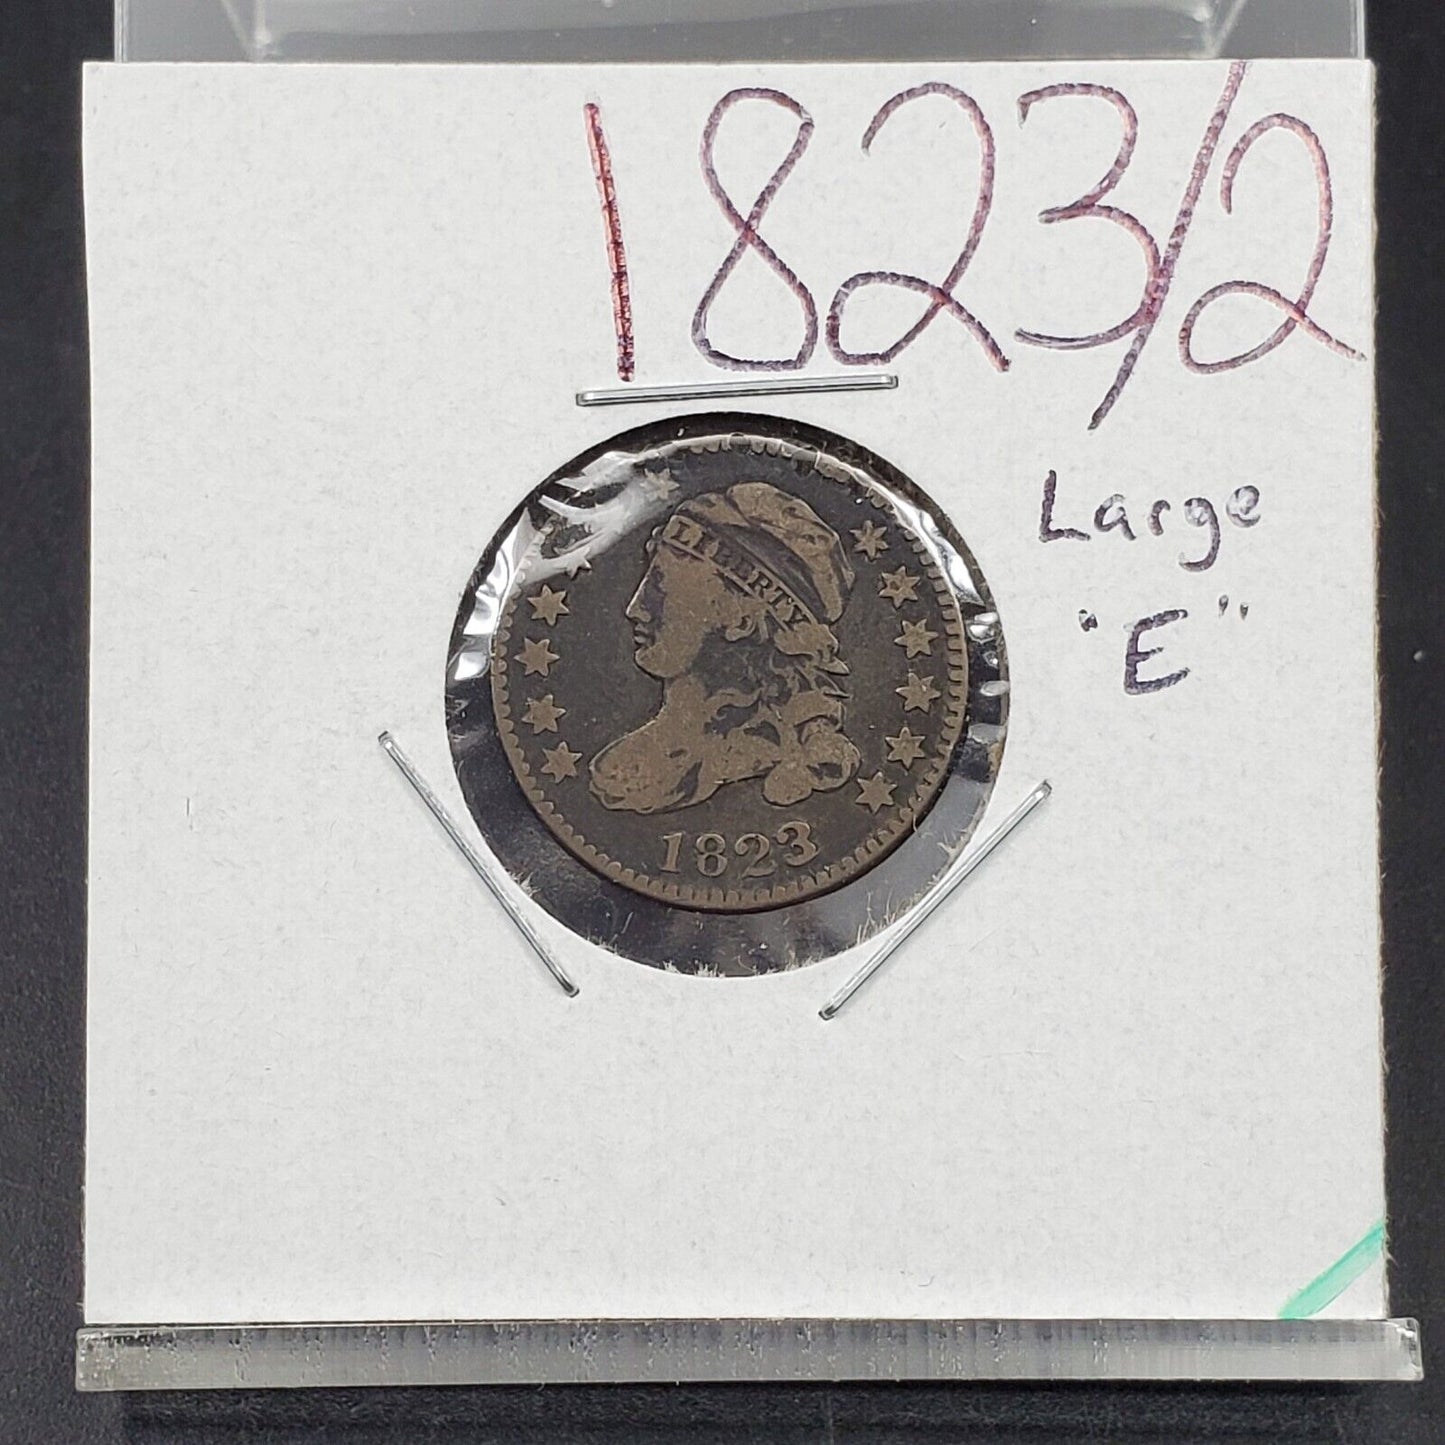 1823/2
Large
"E"
LIBERTY
1823